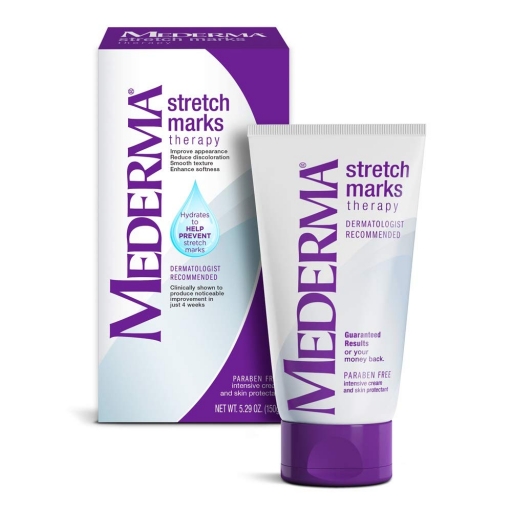 MEDERMA
stretch marks
therapy
MEDERMA®
stretch
marks
therapy
Improve appearance
Reduce discoloration
Smooth texture
Enhance softness
Hydrates
to
HELP
PREVENT
stretch
marks
DERMATOLOGIST
RECOMMENDED
Clinically shown to
produce noticeable
improvement in
just 4 weeks
PARABEN
intensive
and skin
NET WT. 5.29 OZ.
MEDERMA®
stretch
marks
therapy
DERMATOLOGIST
RECOMMENDED
Guaranteed
Results
or your
money back.
PARABEN FREE
intensive cream
and skin protectant